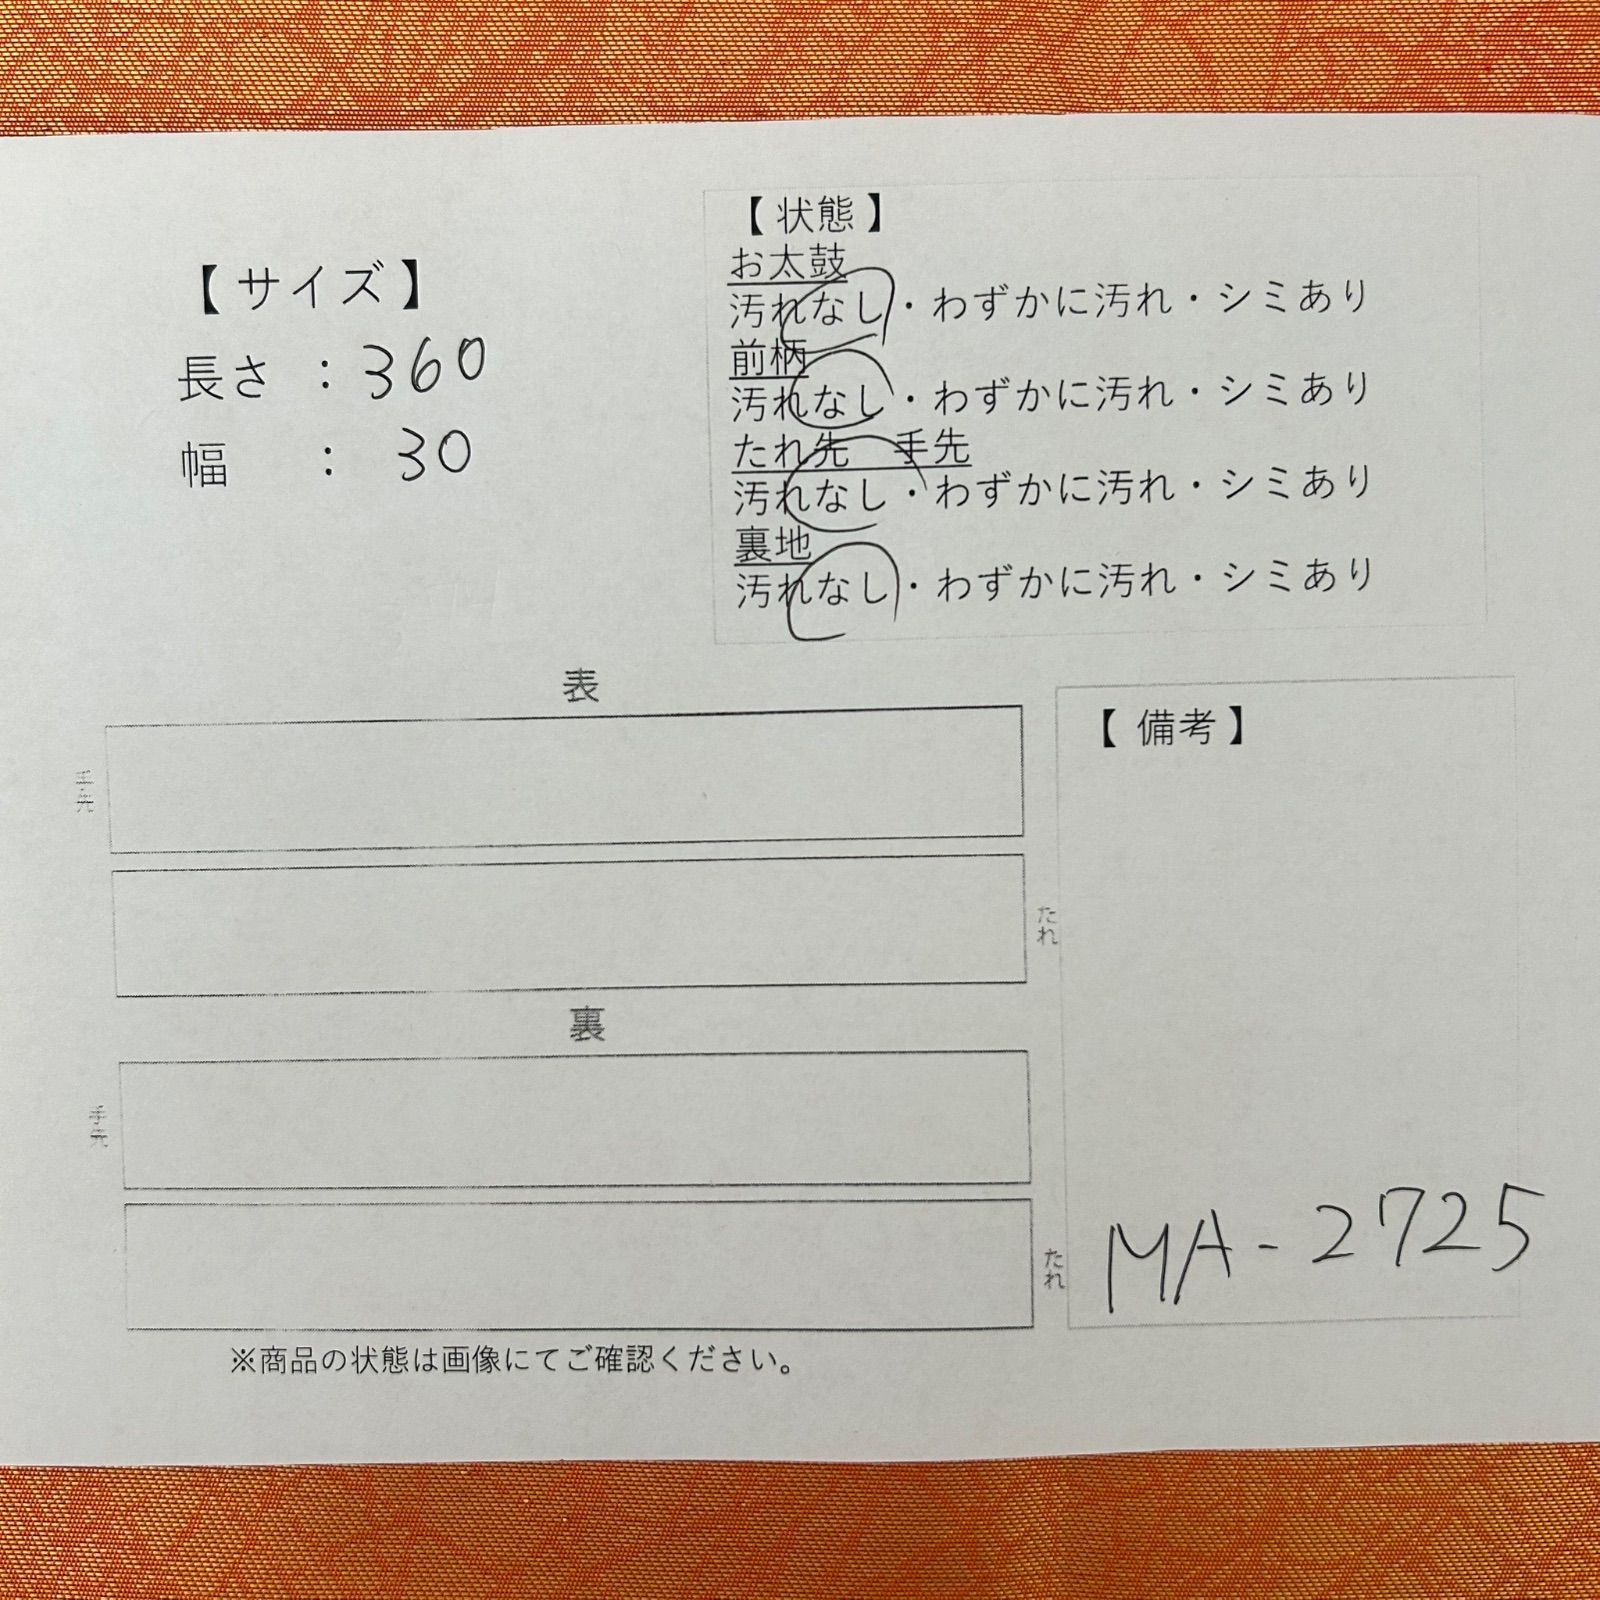 【サイズ】
長さ ：360
幅 ： 30
【状態】
お太鼓
汚れなし・わずかに汚れ・シミあり
前柄
汚れなし・わずかに汚れ・シミあり
たれ先 手先
汚れなし・わずかに汚れ・シミあり
裏地
汚れなし・わずかに汚れ・シミあり
表
手先
たれ
裏
手先
たれ
※商品の状態は画像にてご確認ください。
【備考】
MA-2725